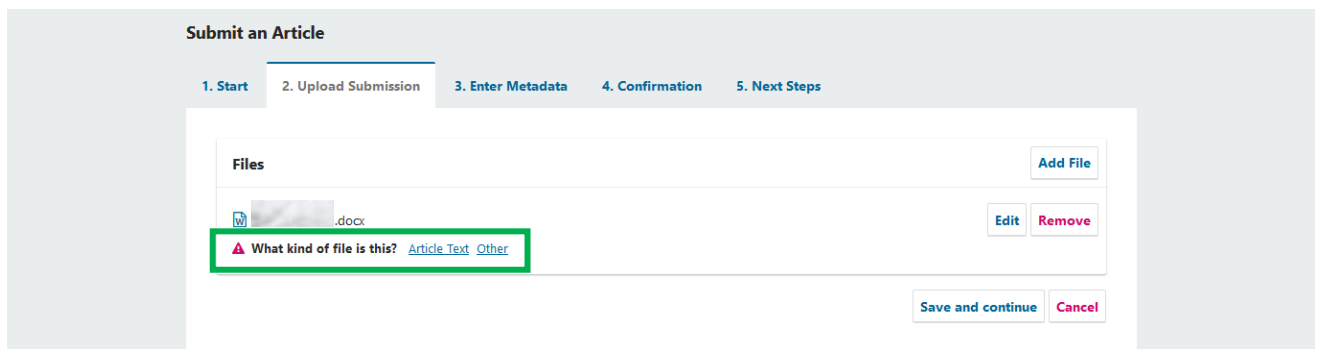 Submit an Article
1. Start 2. Upload Submission 3. Enter Metadata 4. Confirmation 5. Next Steps
Files Add File
.docx Edit Remove
What kind of file is this? Article Text Other
Save and continue Cancel